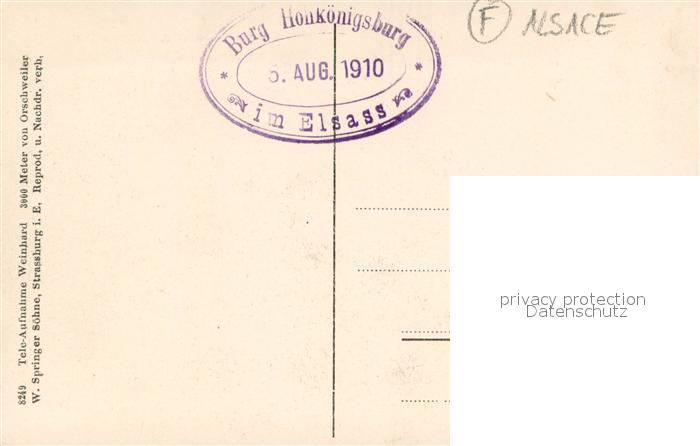 Burg Hohkönigsburg
* 5. AUG. 1910 *
im Elsass
F ALSACE
8249 Tele-Aufnahme Weinhard 3000 Meter von Orschweiler
W. Springer Söhne, Strassburg i. E. Reprod. u. Nachdr. verb.
privacy protection
Datenschutz